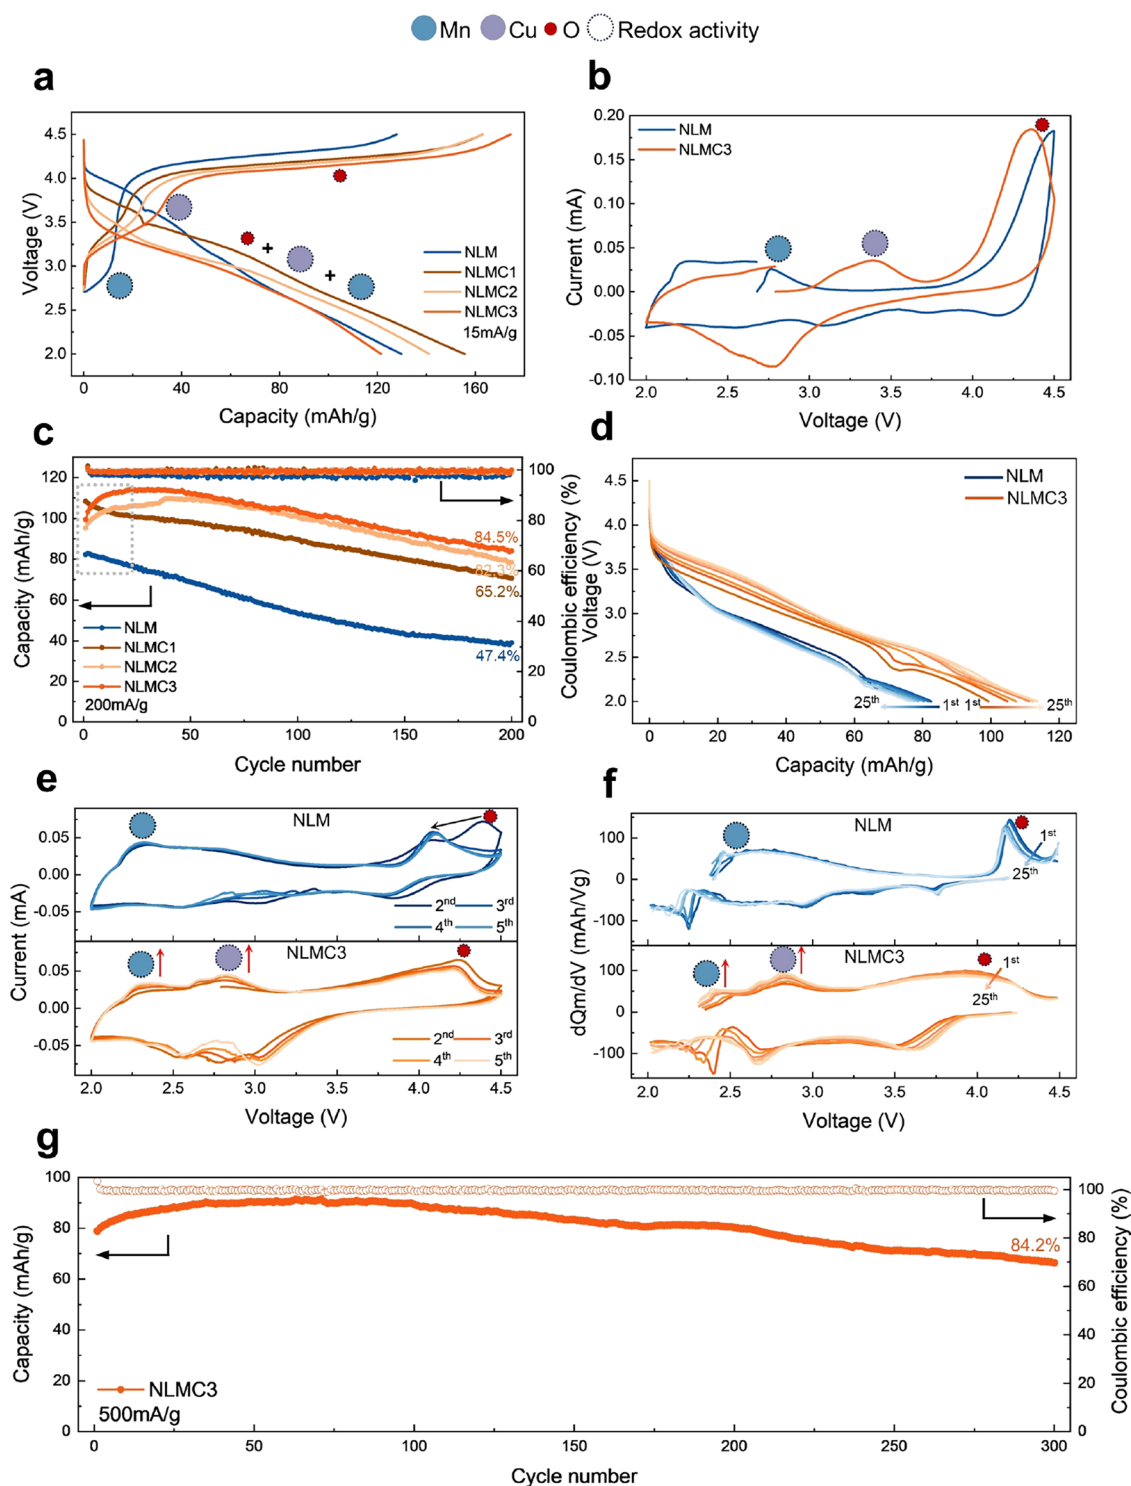 Mn Cu O Redox activity
a
4.5
4.0
3.5
3.0
2.5
2.0
Voltage (V)
+
+
NLM
NLMC1
NLMC2
NLMC3
15mA/g
0 40 80 120 160
Capacity (mAh/g)
b
0.20
0.15
0.10
0.05
0.00
-0.05
-0.10
Current (mA)
NLM
NLMC3
2.0 2.5 3.0 3.5 4.0 4.5
Voltage (V)
c
120
100
80
60
40
20
0
Capacity (mAh/g)
84.5%
82.3%
65.2%
47.4%
NLM
NLMC1
NLMC2
NLMC3
200mA/g
100
80
60
40
20
0
Coulombic efficiency (%)
0 50 100 150 200
Cycle number
d
4.5
4.0
3.5
3.0
2.5
2.0
Voltage (V)
NLM
NLMC3
25th 1st 1st 25th
0 20 40 60 80 100 120
Capacity (mAh/g)
e
NLM
0.05
0.00
-0.05
2nd 3rd
4th 5th
NLMC3
0.05
0.00
-0.05
2nd 3rd
4th 5th
Current (mA)
2.0 2.5 3.0 3.5 4.0 4.5
Voltage (V)
f
NLM
100
0
-100
1st
25th
NLMC3
100
0
-100
1st
25th
dQm/dV (mAh/Vg)
2.0 2.5 3.0 3.5 4.0 4.5
Voltage (V)
g
100
80
60
40
20
0
Capacity (mAh/g)
84.2%
NLMC3
500mA/g
100
80
60
40
20
0
Coulombic efficiency (%)
0 50 100 150 200 250 300
Cycle number